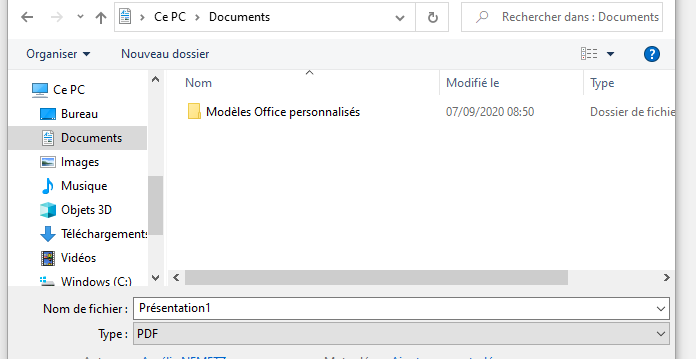 Ce PC > Documents
Rechercher dans : Documents
Organiser
Nouveau dossier
?
Nom
Modifié le
Type
Ce PC
Bureau
Documents
Images
Musique
Objets 3D
Téléchargements
Vidéos
Windows (C:)
Modèles Office personnalisés
07/09/2020 08:50
Dossier de fichie
Nom de fichier :
Présentation1
Type :
PDF